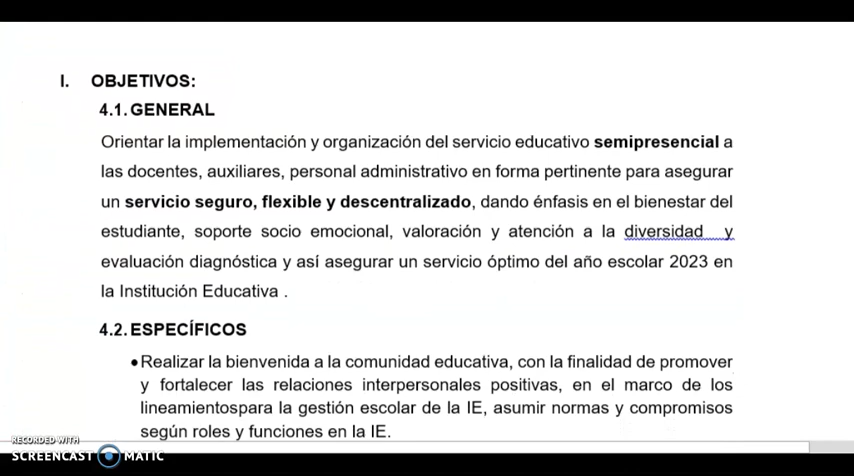 I. OBJETIVOS:
4.1. GENERAL
Orientar la implementación y organización del servicio educativo semipresencial a
las docentes, auxiliares, personal administrativo en forma pertinente para asegurar
un servicio seguro, flexible y descentralizado, dando énfasis en el bienestar del
estudiante, soporte socio emocional, valoración y atención a la diversidad y
evaluación diagnóstica y así asegurar un servicio óptimo del año escolar 2023 en
la Institución Educativa .
4.2. ESPECÍFICOS
• Realizar la bienvenida a la comunidad educativa, con la finalidad de promover
y fortalecer las relaciones interpersonales positivas, en el marco de los
lineamientospara la gestión escolar de la IE, asumir normas y compromisos
según roles y funciones en la IE.
RECORDED WITH
SCREENCAST MATIC